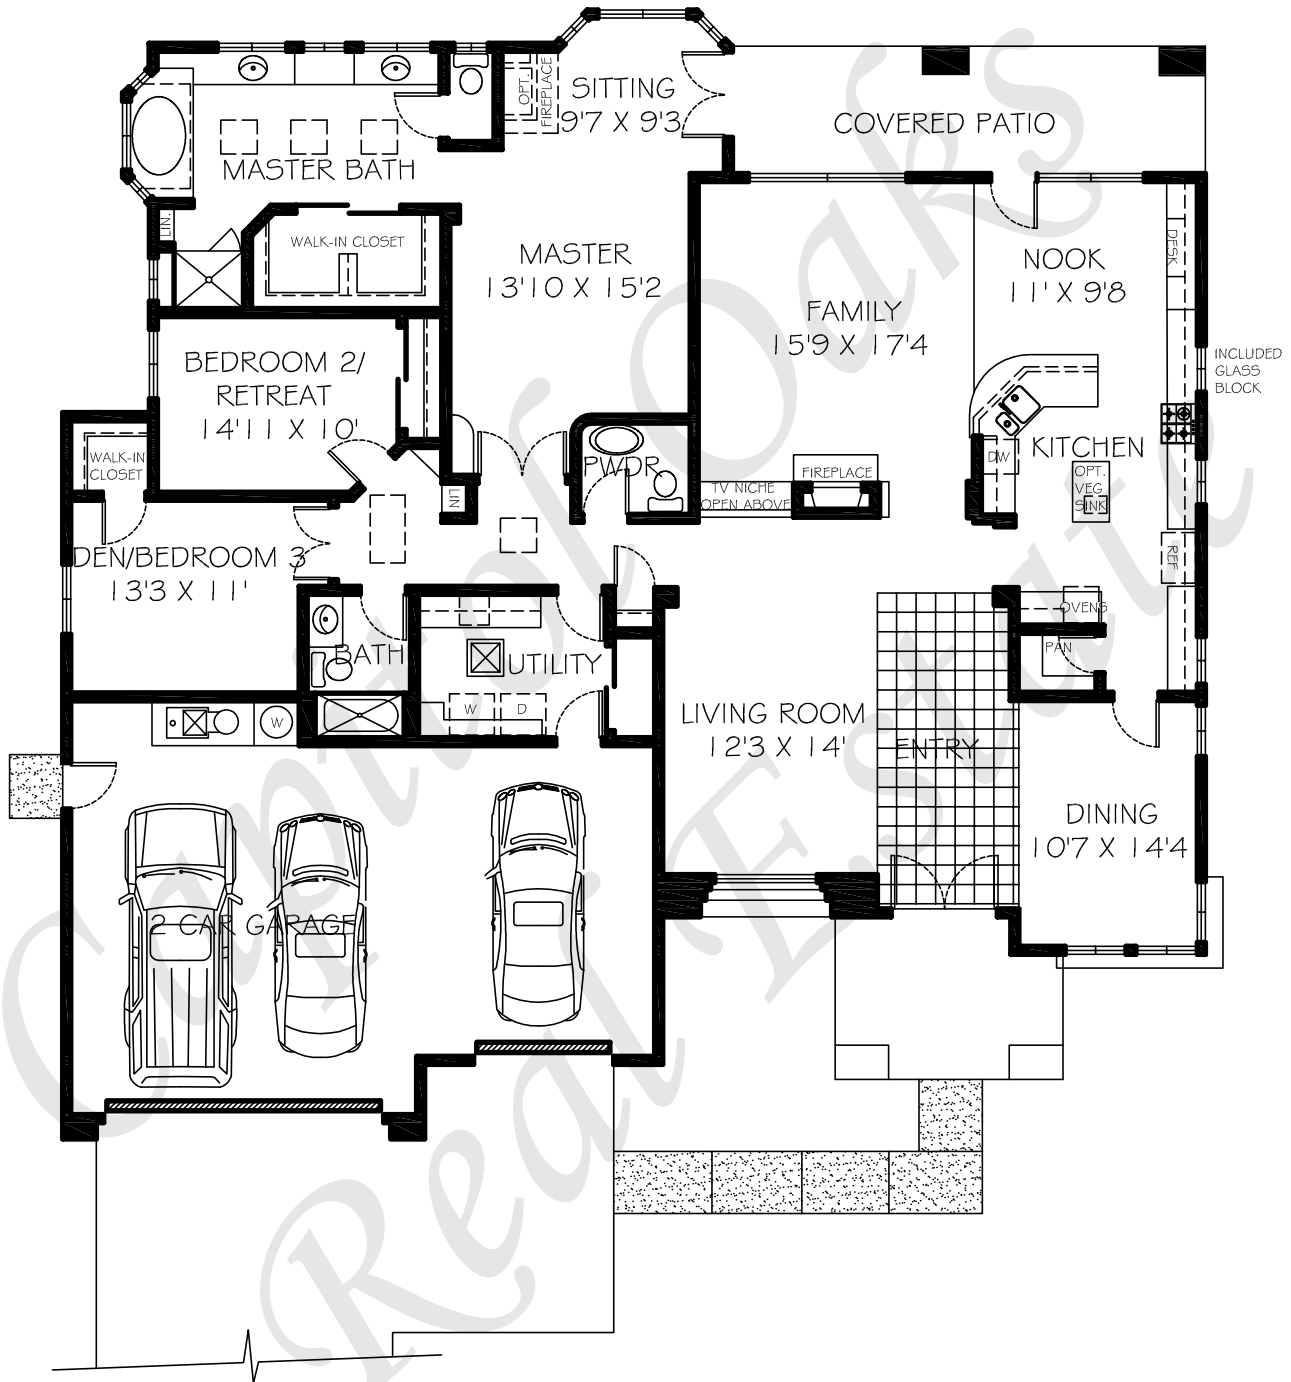 SITTING
9'7 X 9'3
OPT.
FIREPLACE
COVERED PATIO
MASTER BATH
LIN.
WALK-IN CLOSET
MASTER
13'10 X 15'2
DESK
NOOK
11' X 9'8
FAMILY
15'9 X 17'4
INCLUDED
GLASS
BLOCK
BEDROOM 2/
RETREAT
14'11 X 10'
WALK-IN
CLOSET
LIN
PWDR
TV NICHE
OPEN ABOVE
FIREPLACE
KITCHEN
DW
OPT.
VEG
SINK
REF
DEN/BEDROOM 3
13'3 X 11'
OVENS
PAN
BATH
UTILITY
W
D
W
LIVING ROOM
12'3 X 14'
ENTRY
DINING
10'7 X 14'4
2 CAR GARAGE
Capitol Oaks
Real Estate